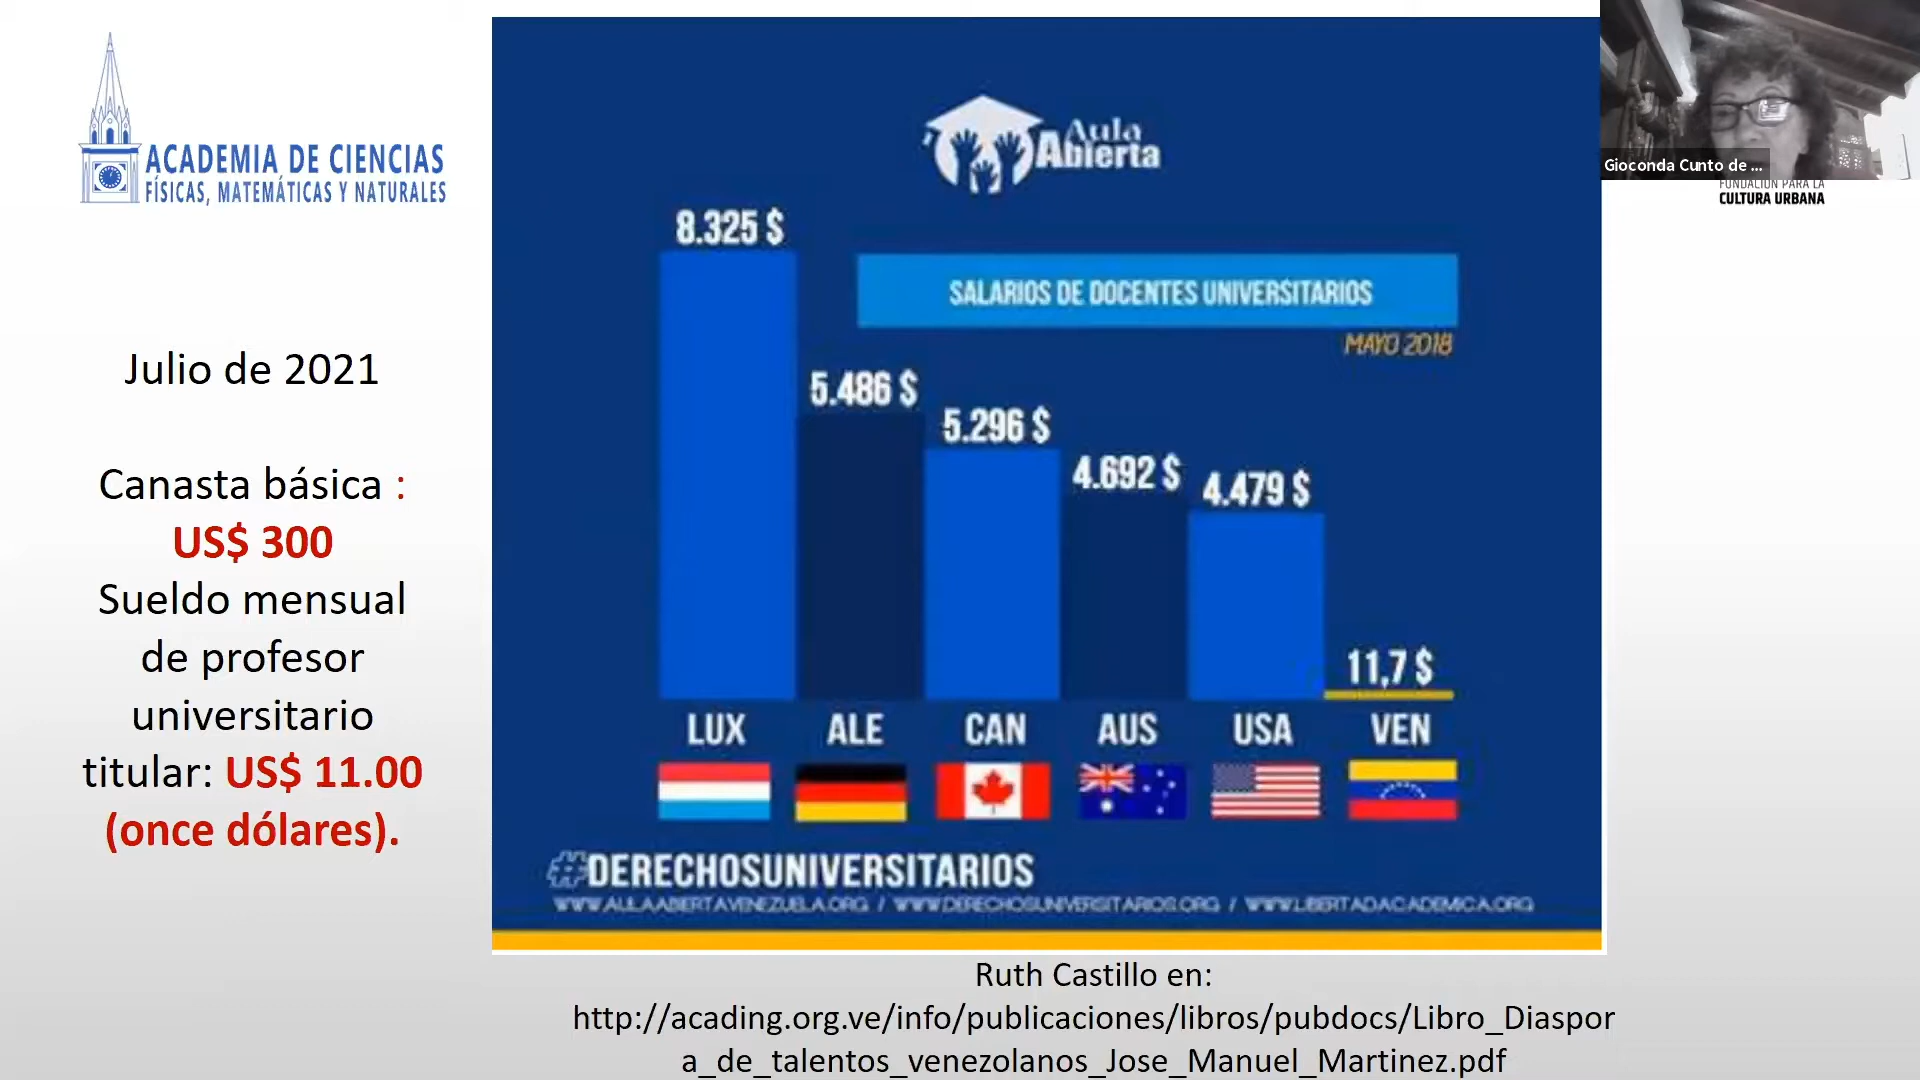 ACADEMIA DE CIENCIAS
FÍSICAS, MATEMÁTICAS Y NATURALES
Julio de 2021
Canasta básica :
US$ 300
Sueldo mensual
de profesor
universitario
titular: US$ 11.00
(once dólares).
Aula
Abierta
SALARIOS DE DOCENTES UNIVERSITARIOS
MAYO 2018
8.325 $
5.486 $
5.296 $
4.692 $
4.479 $
11,7 $
LUX ALE CAN AUS USA VEN
#DERECHOSUNIVERSITARIOS
WWW.AULAABIERTAVENEZUELA.ORG / WWW.DERECHOSUNIVERSITARIOS.ORG / WWW.LIBERTADACADEMICA.ORG
Ruth Castillo en:
http://acading.org.ve/info/publicaciones/libros/pubdocs/Libro_Diaspor
a_de_talentos_venezolanos_Jose_Manuel_Martinez.pdf
Gioconda Cunto de ...
FUNDACIÓN PARA LA
CULTURA URBANA